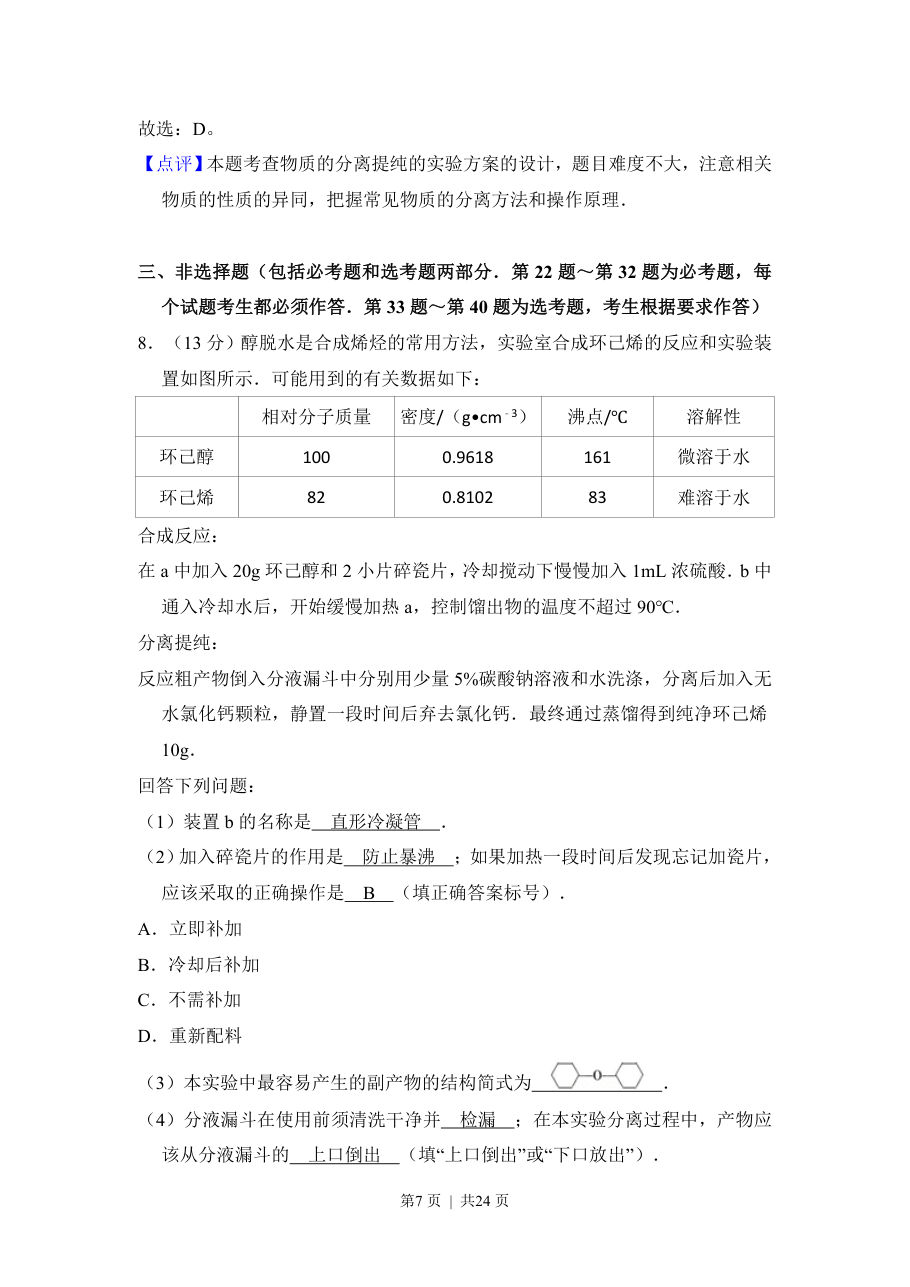 故选：D。
【点评】本题考查物质的分离提纯的实验方案的设计，题目难度不大，注意相关
物质的性质的异同，把握常见物质的分离方法和操作原理．
三、非选择题（包括必考题和选考题两部分．第 22 题～第 32 题为必考题，每
个试题考生都必须作答．第 33 题～第 40 题为选考题，考生根据要求作答）
8．（13 分）醇脱水是合成烯烃的常用方法，实验室合成环己烯的反应和实验装
置如图所示．可能用到的有关数据如下：
相对分子质量 密度/（g•cm﹣3） 沸点/℃ 溶解性
环己醇 100 0.9618 161 微溶于水
环己烯 82 0.8102 83 难溶于水
合成反应：
在 a 中加入 20g 环己醇和 2 小片碎瓷片，冷却搅动下慢慢加入 1mL 浓硫酸．b 中
通入冷却水后，开始缓慢加热 a，控制馏出物的温度不超过 90℃．
分离提纯：
反应粗产物倒入分液漏斗中分别用少量 5%碳酸钠溶液和水洗涤，分离后加入无
水氯化钙颗粒，静置一段时间后弃去氯化钙．最终通过蒸馏得到纯净环己烯
10g．
回答下列问题：
（1）装置 b 的名称是 直形冷凝管 ．
（2）加入碎瓷片的作用是 防止暴沸 ；如果加热一段时间后发现忘记加瓷片，
应该采取的正确操作是 B （填正确答案标号）．
A．立即补加
B．冷却后补加
C．不需补加
D．重新配料
（3）本实验中最容易产生的副产物的结构简式为 O ．
（4）分液漏斗在使用前须清洗干净并 检漏 ；在本实验分离过程中，产物应
该从分液漏斗的 上口倒出 （填“上口倒出”或“下口放出”）．
第7页 | 共24页